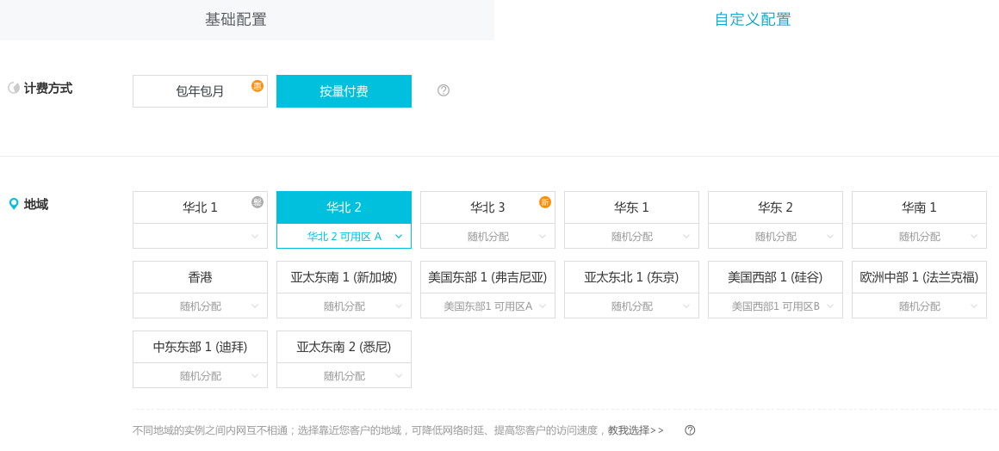 基础配置 自定义配置
计费方式 包年包月 惠 按量付费
地域 华北 1 华北 2 华北 3 新 华东 1 华东 2 华南 1
华北 2 可用区 A 随机分配 随机分配 随机分配 随机分配
香港 亚太东南 1 (新加坡) 美国东部 1 (弗吉尼亚) 亚太东北 1 (东京) 美国西部 1 (硅谷) 欧洲中部 1 (法兰克福)
随机分配 随机分配 美国东部1 可用区A 随机分配 美国西部1 可用区B 随机分配
中东东部 1 (迪拜) 亚太东南 2 (悉尼)
随机分配 随机分配
不同地域的实例之间内网互不相通；选择靠近您客户的地域，可降低网络时延、提高您客户的访问速度，教我选择>>